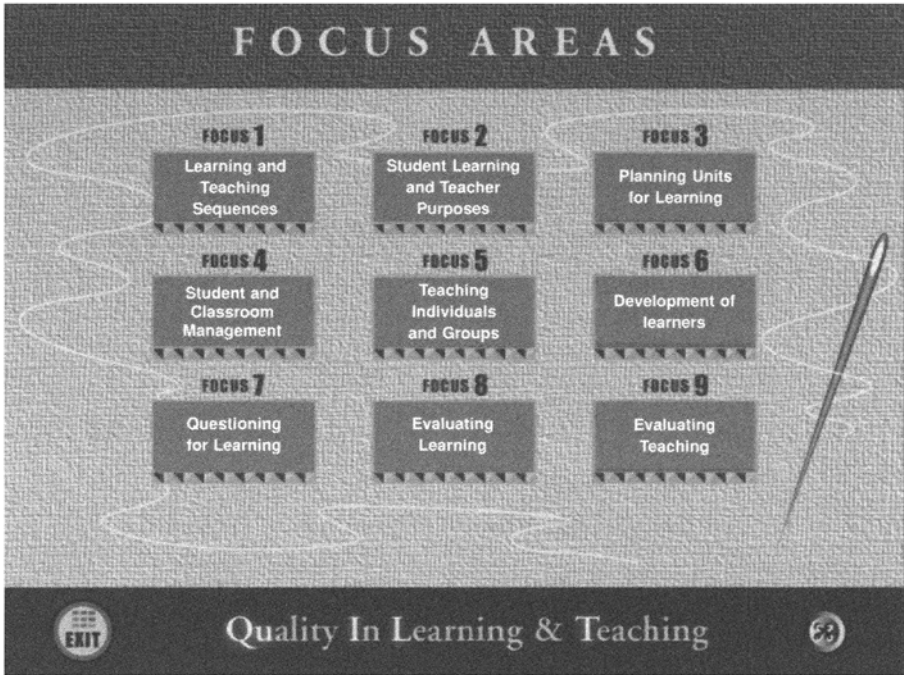 FOCUS AREAS
FOCUS 1
Learning and
Teaching
Sequences
FOCUS 2
Student Learning
and Teacher
Purposes
FOCUS 3
Planning Units
for Learning
FOCUS 4
Student and
Classroom
Management
FOCUS 5
Teaching
Individuals
and Groups
FOCUS 6
Development of
learners
FOCUS 7
Questioning
for Learning
FOCUS 8
Evaluating
Learning
FOCUS 9
Evaluating
Teaching
EXIT
Quality In Learning & Teaching